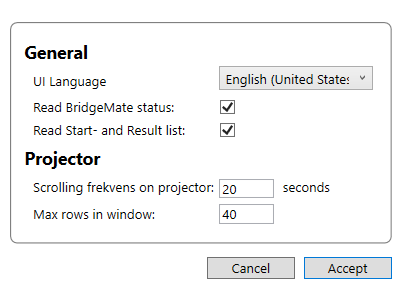 General
UI Language English (United States
Read BridgeMate status:
Read Start- and Result list:
Projector
Scrolling frekvens on projector: 20 seconds
Max rows in window: 40
Cancel Accept